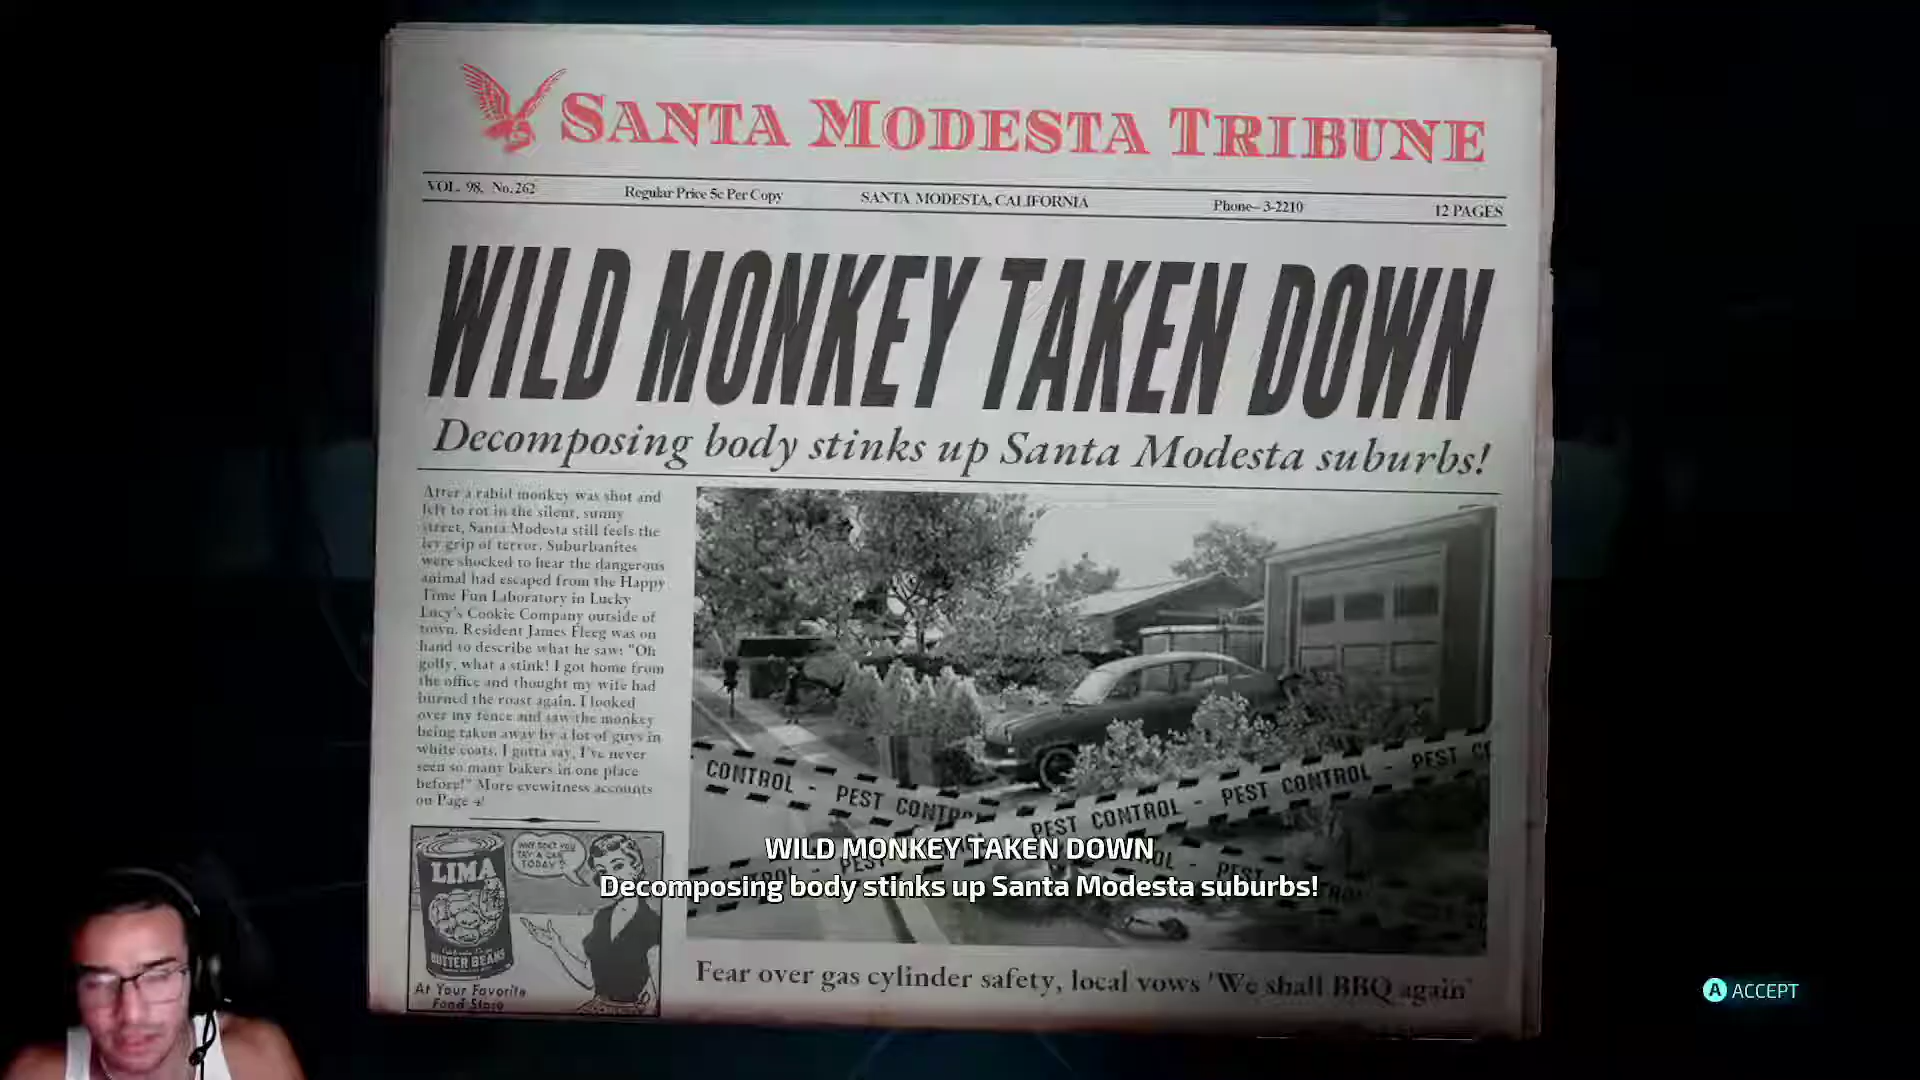 SANTA MODESTA TRIBUNE
VOL. 98, No. 262 Regular Price 5c Per Copy SANTA MODESTA, CALIFORNIA Phone- 3-2210 12 PAGES
WILD MONKEY TAKEN DOWN
Decomposing body stinks up Santa Modesta suburbs!
After a rabid monkey was shot and
left to rot in the silent, sunny
street, Santa Modesta still feels the
icy grip of terror. Suburbanites
were shocked to hear the dangerous
animal had escaped from the Happy
Time Fun Laboratory in Lucky
Lucy's Cookie Company outside of
town. Resident James Fleeg was on
hand to describe what he saw: "Oh
golly, what a stink! I got home from
the office and thought my wife had
burned the roast again. I looked
over my fence and saw the monkey
being taken away by a lot of guys in
white coats. I gotta say, I've never
seen so many bakers in one place
before!" More eyewitness accounts
on Page 4!
CONTROL - PEST CONTROL
PEST CONTROL - PEST CONTROL - PEST
WILD MONKEY TAKEN DOWN
Decomposing body stinks up Santa Modesta suburbs!
WHY DON'T YOU
TRY A CAN
TODAY?
LIMA
BUTTER BEANS
At Your Favorite
Food Store
Fear over gas cylinder safety, local vows 'We shall BBQ again'
A ACCEPT